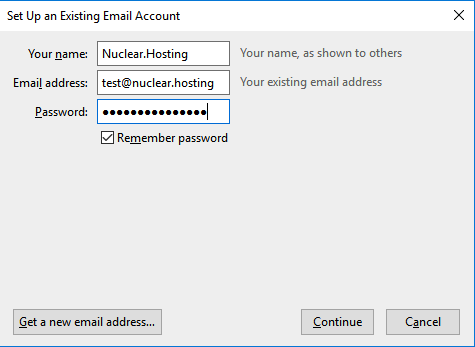 Set Up an Existing Email Account
Your name: Nuclear.Hosting Your name, as shown to others
Email address: test@nuclear.hosting Your existing email address
Password: ●●●●●●●●●●●●●●●
Remember password
Get a new email address... Continue Cancel